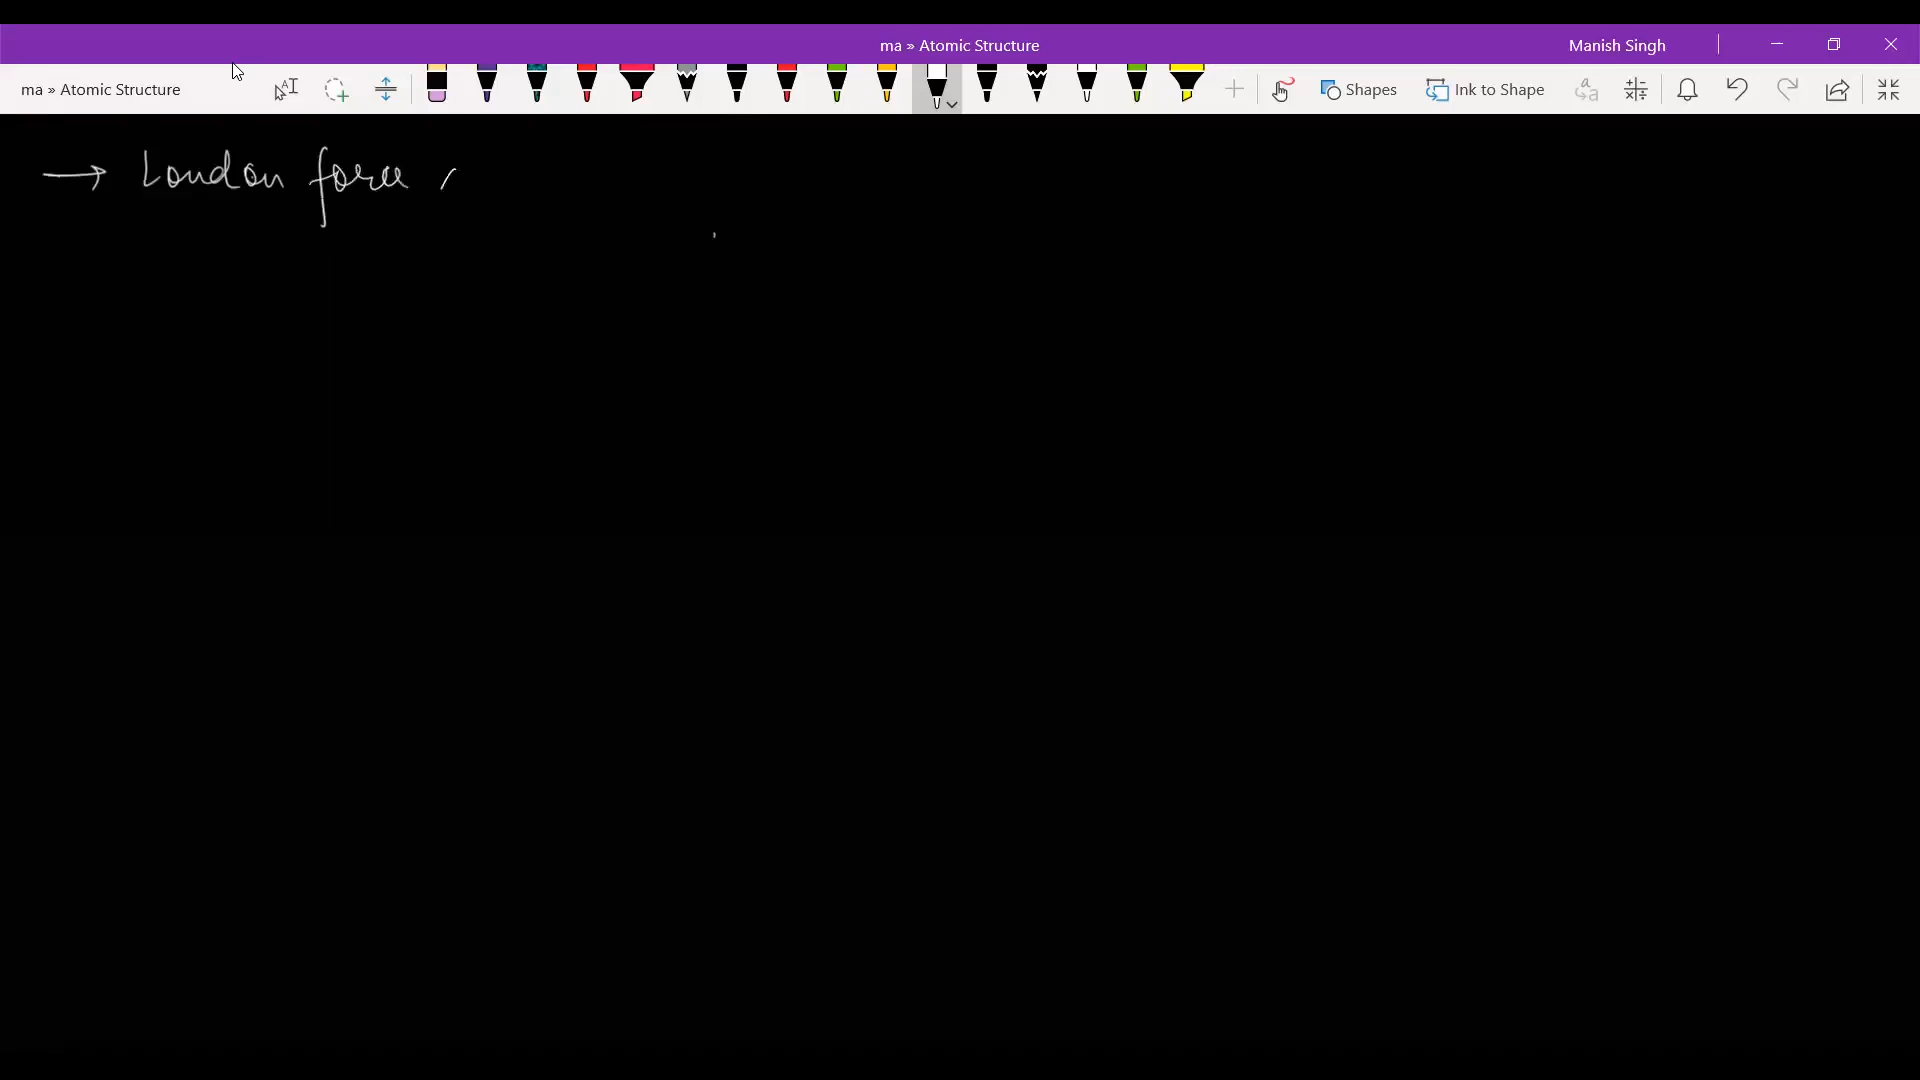 ma » Atomic Structure
Manish Singh
ma » Atomic Structure
Shapes
Ink to Shape
→ London force